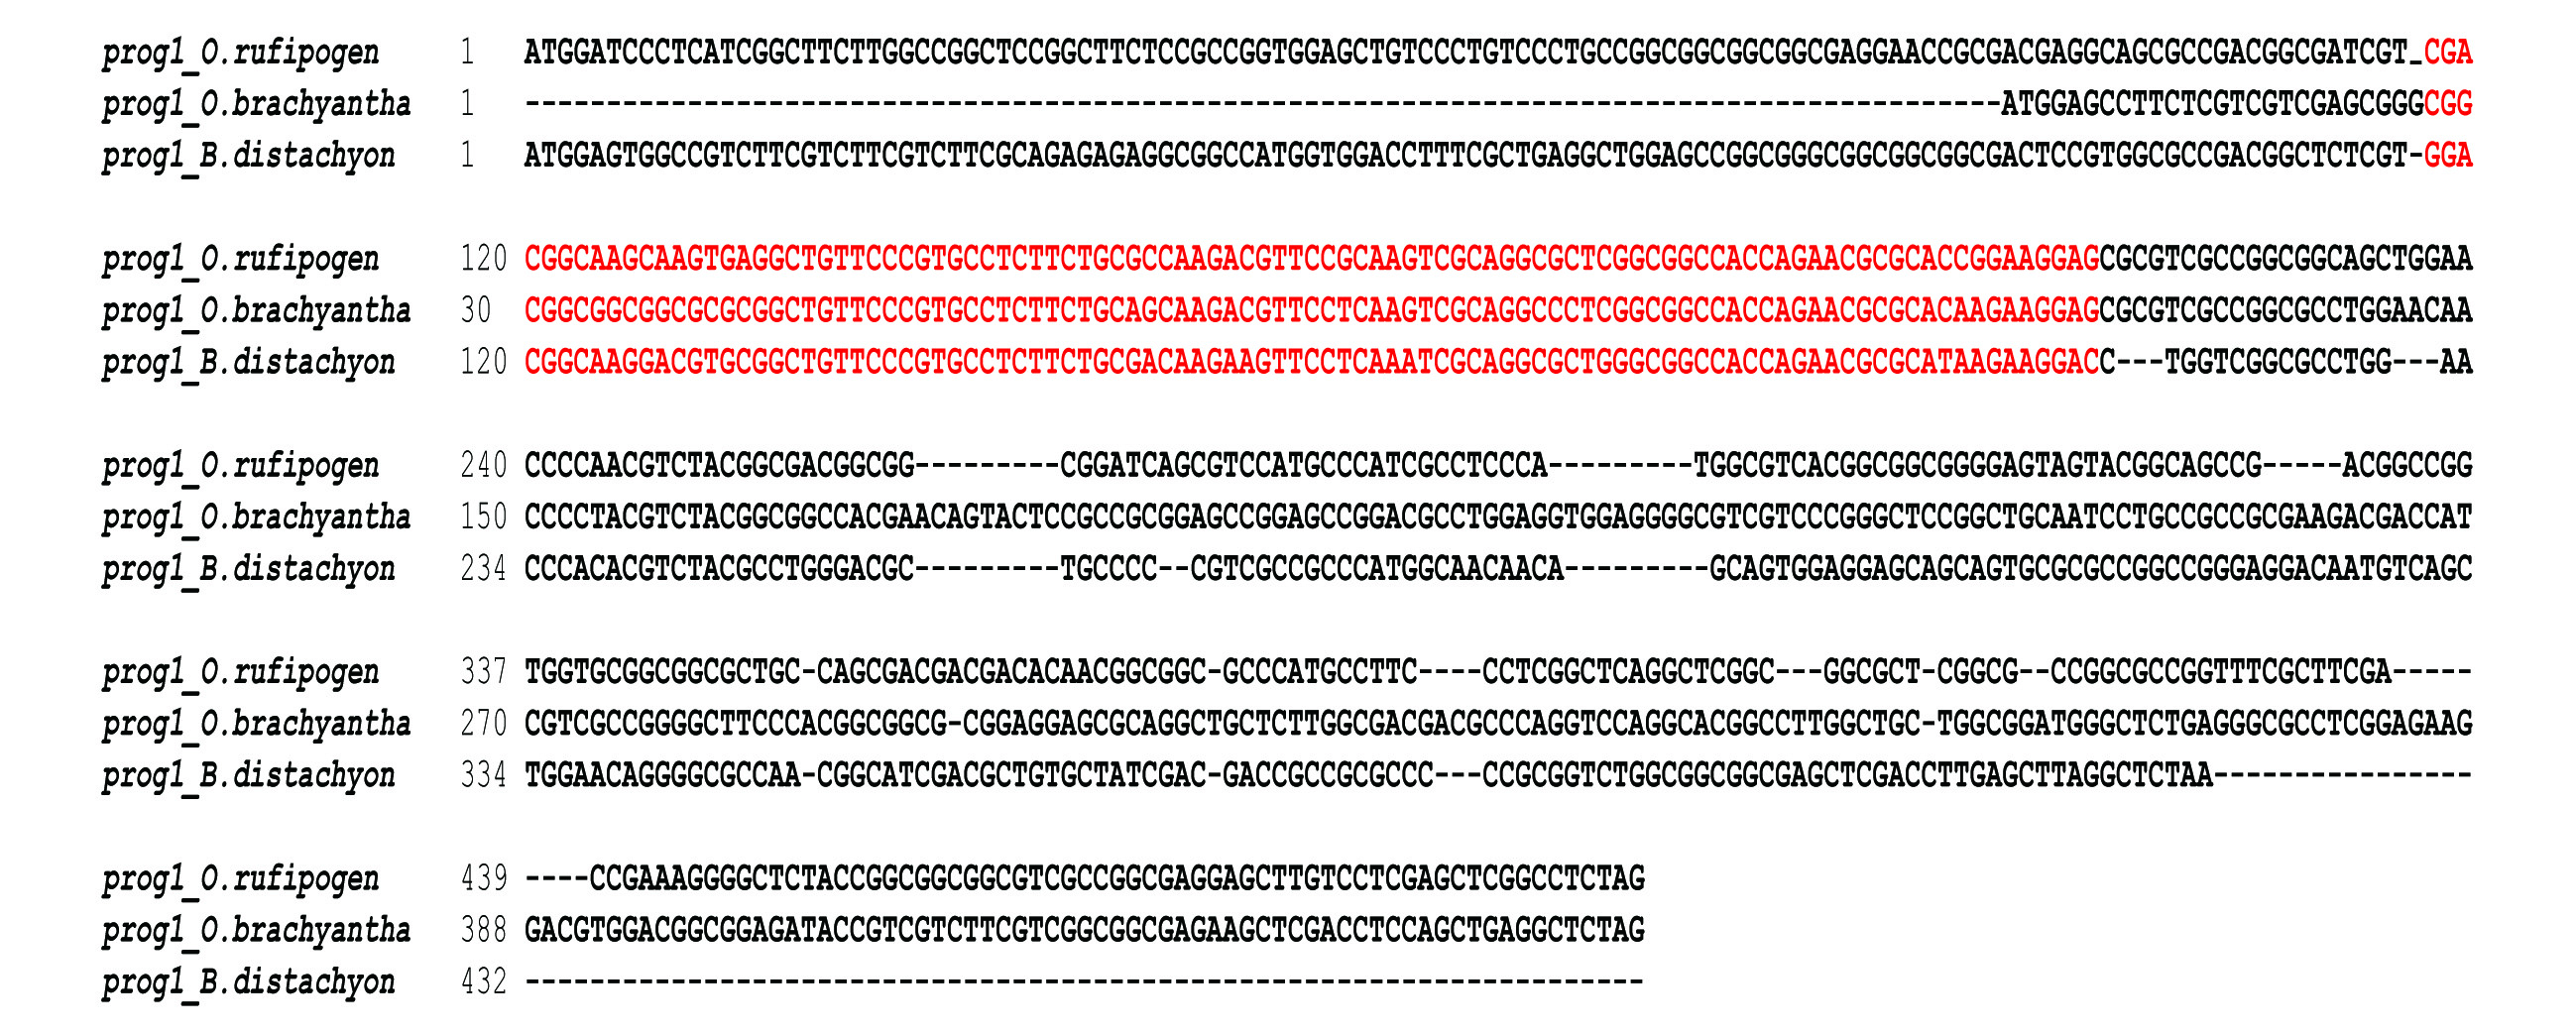 prog1_O.rufipogen 1 ATGGATCCCTCATCGGCTTCTTGGCCGGCTCCGGCTTCTCCGCCGGTGGAGCTGTCCCTGTCCCTGCCGGCGGCGGCGGCGAGGAACCGCGACGAGGCAGCGCCGACGGCGATCGT_CGA
prog1_O.brachyantha 1 -------------------------------------------------------------------------------------------ATGGAGCCTTCTCGTCGTCGAGCGGGCGG
prog1_B.distachyon 1 ATGGAGTGGCCGTCTTCGTCTTCGTCTTCGCAGAGAGAGGCGGCCATGGTGGACCTTTCGCTGAGGCTGGAGCCGGCGGGCGGCGGCGGCGACTCCGTGGCGCCGACGGCTCTCGT-GGA
prog1_O.rufipogen 120 CGGCAAGCAAGTGAGGCTGTTCCCGTGCCTCTTCTGCGCCAAGACGTTCCGCAAGTCGCAGGCGCTCGGCGGCCACCAGAACGCGCACCGGAAGGAGCGCGTCGCCGGCGGCAGCTGGAA
prog1_O.brachyantha 30 CGGCGGCGGCGCGCGGCTGTTCCCGTGCCTCTTCTGCAGCAAGACGTTCCTCAAGTCGCAGGCCCTCGGCGGCCACCAGAACGCGCACAAGAAGGAGCGCGTCGCCGGCGCCTGGAACAA
prog1_B.distachyon 120 CGGCAAGGACGTGCGGCTGTTCCCGTGCCTCTTCTGCGACAAGAAGTTCCTCAAATCGCAGGCGCTGGGCGGCCACCAGAACGCGCATAAGAAGGACC---TGGTCGGCGCCTGG---AA
prog1_O.rufipogen 240 CCCCAACGTCTACGGCGACGGCGG---------CGGATCAGCGTCCATGCCCATCGCCTCCCA---------TGGCGTCACGGCGGCGGGGAGTAGTACGGCAGCCG-----ACGGCCGG
prog1_O.brachyantha 150 CCCCTACGTCTACGGCGGCCACGAACAGTACTCCGCCGCGGAGCCGGAGCCGGACGCCTGGAGGTGGAGGGGCGTCGTCCCGGGCTCCGGCTGCAATCCTGCCGCCGCGAAGACGACCAT
prog1_B.distachyon 234 CCCACACGTCTACGCCTGGGACGC---------TGCCCC--CGTCGCCGCCCATGGCAACAACA---------GCAGTGGAGGAGCAGCAGTGCGCGCCGGCCGGGAGGACAATGTCAGC
prog1_O.rufipogen 337 TGGTGCGGCGGCGCTGC-CAGCGACGACGACACAACGGCGGC-GCCCATGCCTTC----CCTCGGCTCAGGCTCGGC---GGCGCT-CGGCG--CCGGCGCCGGTTTCGCTTCGA-----
prog1_O.brachyantha 270 CGTCGCCGGGGCTTCCCACGGCGGCG-CGGAGGAGCGCAGGCTGCTCTTGGCGACGACGCCCAGGTCCAGGCACGGCCTTGGCTGC-TGGCGGATGGGCTCTGAGGGCGCCTCGGAGAAG
prog1_B.distachyon 334 TGGAACAGGGGCGCCAA-CGGCATCGACGCTGTGCTATCGAC-GACCGCCGCGCCC---CCGCGGTCTGGCGGCGGCGAGCTCGACCTTGAGCTTAGGCTCTAA----------------
prog1_O.rufipogen 439 ----CCGAAAGGGGCTCTACCGGCGGCGGCGTCGCCGGCGAGGAGCTTGTCCTCGAGCTCGGCCTCTAG
prog1_O.brachyantha 388 GACGTGGACGGCGGAGATACCGTCGTCTTCGTCGGCGGCGAGAAGCTCGACCTCCAGCTGAGGCTCTAG
prog1_B.distachyon 432 ---------------------------------------------------------------------